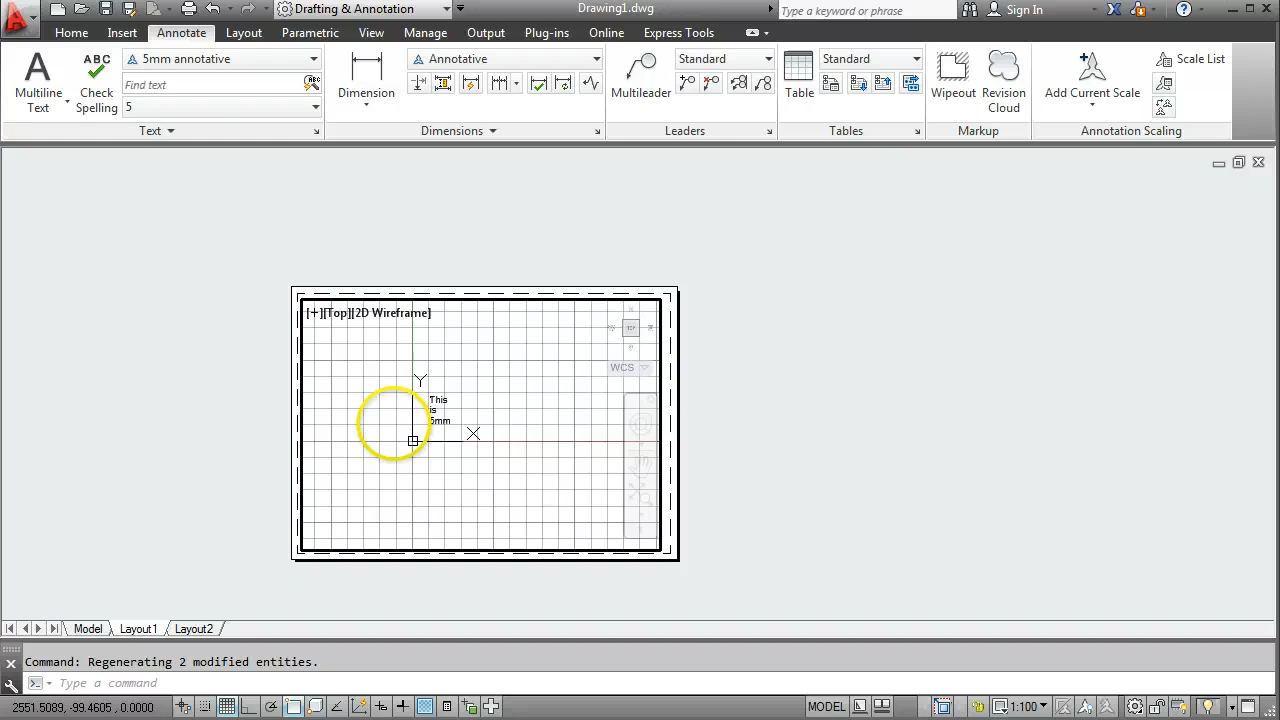 Drafting & Annotation
Drawing1.dwg
Type a keyword or phrase
Sign In
Home
Insert
Annotate
Layout
Parametric
View
Manage
Output
Plug-ins
Online
Express Tools
Multiline Text
Check Spelling
ABC
5mm annotative
Find text
5
Text
Dimension
Annotative
Dimensions
Multileader
Standard
Leaders
Table
Standard
Tables
Wipeout
Revision Cloud
Markup
Add Current Scale
Scale List
Annotation Scaling
[+][Top][2D Wireframe]
TOP
WCS
Y
This
is
5mm
X
Model
Layout1
Layout2
Command: Regenerating 2 modified entities.
Type a command
2551.5089, -99.4605, 0.0000
MODEL
1:100